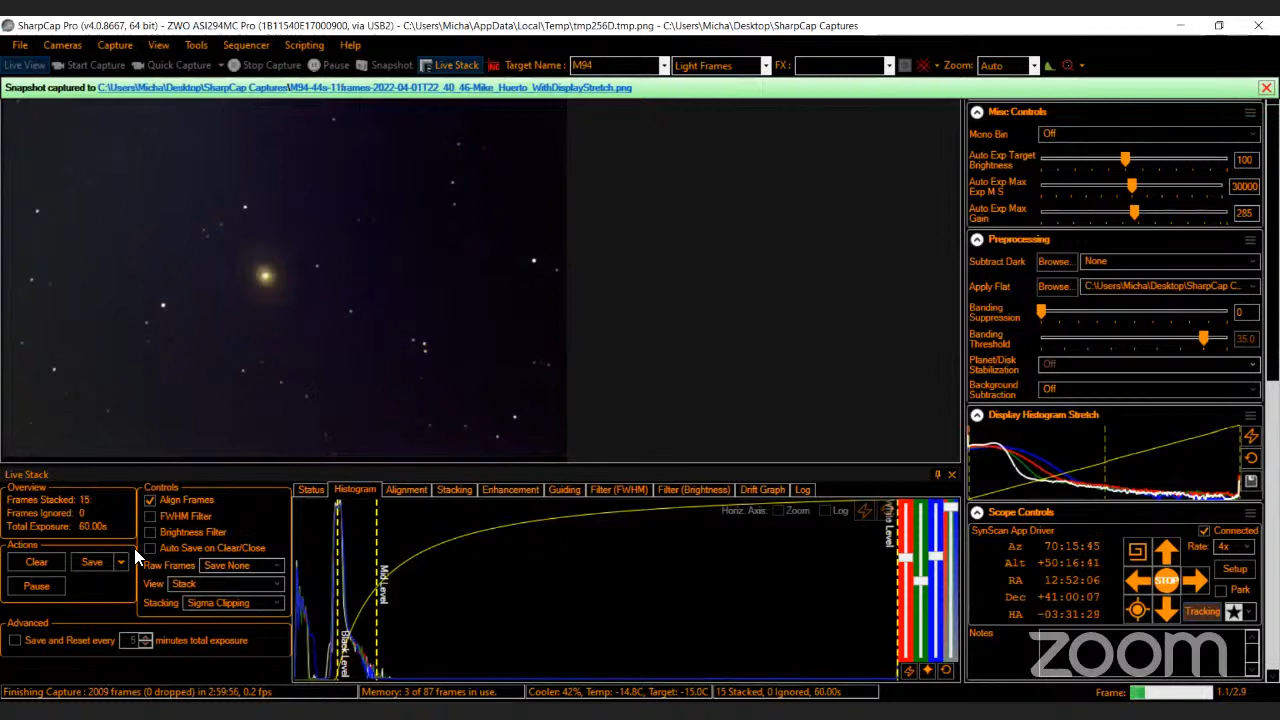 SharpCap Pro (v4.0.8667, 64 bit) - ZWO ASI294MC Pro (1B11540E17000900, via USB2) - C:\Users\Micha\AppData\Local\Temp\tmp256D.tmp.png - C:\Users\Micha\Desktop\SharpCap Captures
File Cameras Capture View Tools Sequencer Scripting Help
Live View Start Capture Quick Capture Stop Capture Pause Snapshot Live Stack Target Name : M94 Light Frames FX : Zoom: Auto
Snapshot captured to C:\Users\Micha\Desktop\SharpCap Captures\M94-44s-11frames-2022-04-01T22_40_46-Mike_Huerto_WithDisplayStretch.png
Misc Controls
Mono Bin Off
Auto Exp Target Brightness 100
Auto Exp Max Exp M S 30000
Auto Exp Max Gain 285
Preprocessing
Subtract Dark Browse... None
Apply Flat Browse... C:\Users\Micha\Desktop\SharpCap C...
Banding Suppression 0
Banding Threshold 35.0
Planet/Disk Stabilization Off
Background Subtraction Off
Display Histogram Stretch
Live Stack
Overview
Frames Stacked: 15
Frames Ignored: 0
Total Exposure: 60.00s
Actions
Clear Save
Pause
Controls
Align Frames
FWHM Filter
Brightness Filter
Auto Save on Clear/Close
Raw Frames Save None
View Stack
Stacking Sigma Clipping
Advanced
Save and Reset every 5 minutes total exposure
Status Histogram Alignment Stacking Enhancement Guiding Filter (FWHM) Filter (Brightness) Drift Graph Log
Horiz. Axis: Zoom Log
Black Level
Mid Level
White Level
Scope Controls
SynScan App Driver Connected
Az 70:15:45 Rate: 4x
Alt +50:16:41 Setup
RA 12:52:06 STOP Park
Dec +41:00:07
HA -03:31:29 Tracking
Notes
zoom
Finishing Capture : 2009 frames (0 dropped) in 2:59:56, 0.2 fps Memory: 3 of 87 frames in use. Cooler: 42%, Temp: -14.8C, Target: -15.0C 15 Stacked, 0 Ignored, 60.00s Frame: 1.1/2.9